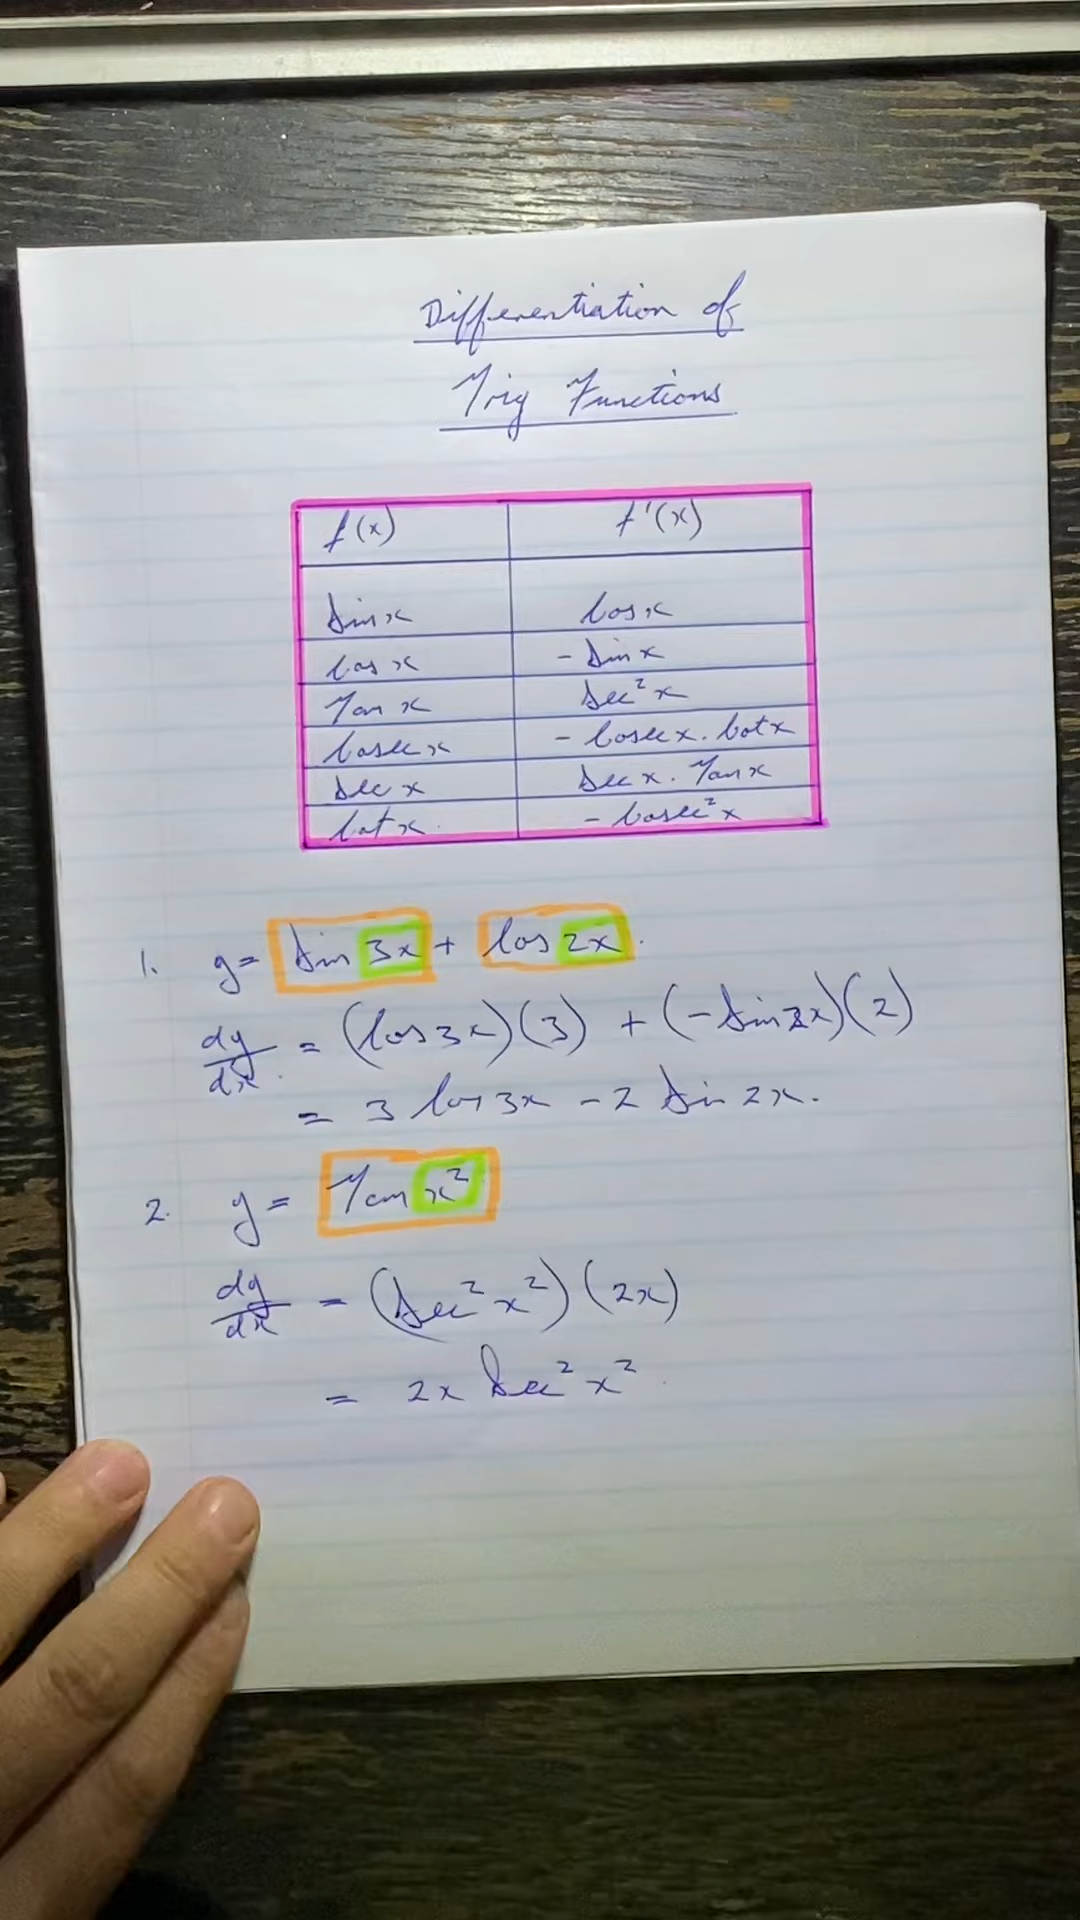 Differentiation of
Trig Functions
f(x) f'(x)
Sin x Cos x
Cos x - Sin x
Tan x Sec² x
Cosec x - Cosec x . Cot x
Sec x Sec x . Tan x
Cot x - Cosec² x
1. y = Sin 3x + Cos 2x.
dy/dx = (Cos 3x)(3) + (-Sin 2x)(2)
= 3 Cos 3x - 2 Sin 2x.
2. y = Tan x²
dy/dx = (Sec² x²)(2x)
= 2x Sec² x²